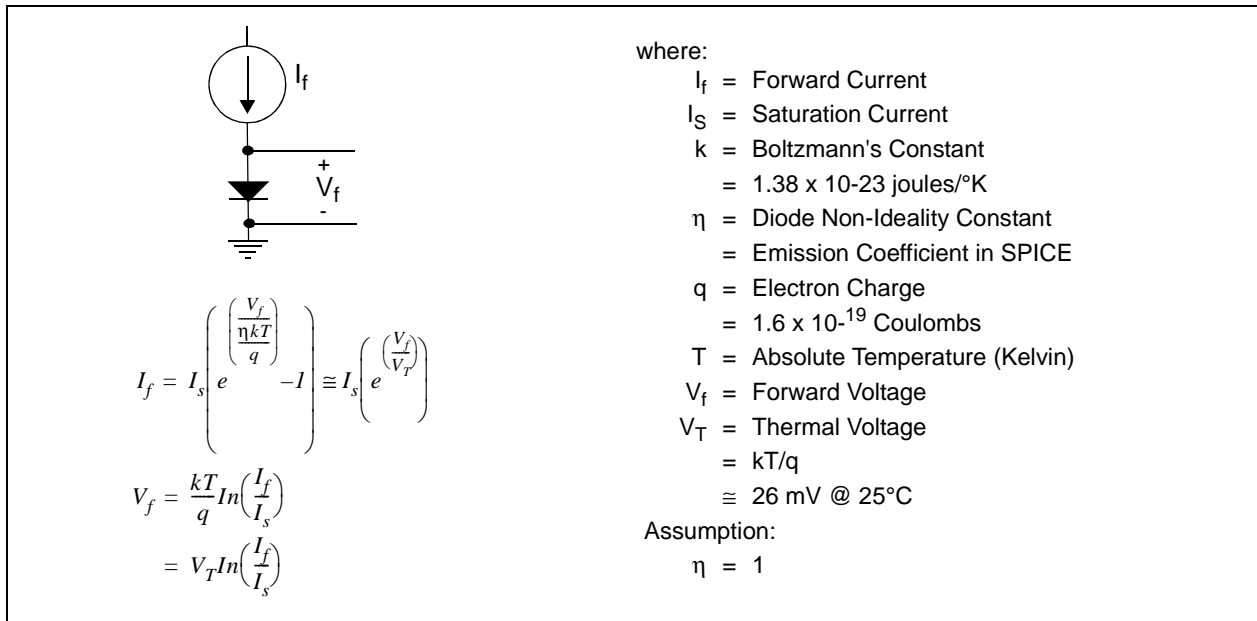 I_f
+
V_f
-
I_f = I_s( e^( V_f / (ηkT / q) ) –1 ) ≅ I_s( e^( V_f / V_T ) )
V_f = kT/q In( I_f / I_s )
= V_T In( I_f / I_s )
where:
I_f = Forward Current
I_S = Saturation Current
k = Boltzmann's Constant
= 1.38 x 10-23 joules/°K
η = Diode Non-Ideality Constant
= Emission Coefficient in SPICE
q = Electron Charge
= 1.6 x 10-^19 Coulombs
T = Absolute Temperature (Kelvin)
V_f = Forward Voltage
V_T = Thermal Voltage
= kT/q
≅ 26 mV @ 25°C
Assumption:
η = 1